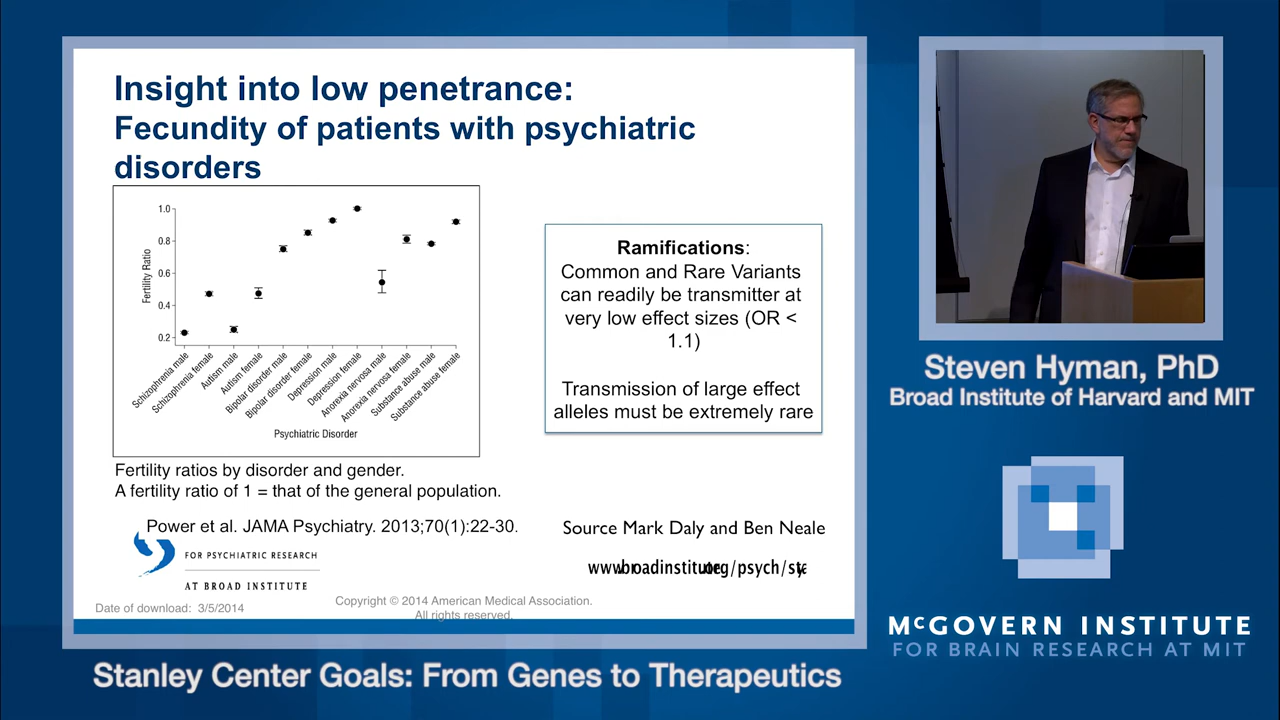 Insight into low penetrance:
Fecundity of patients with psychiatric
disorders
1.0
0.8
0.6
0.4
0.2
Fertility Ratio
Schizophrenia male
Schizophrenia female
Autism male
Autism female
Bipolar disorder male
Bipolar disorder female
Depression male
Depression female
Anorexia nervosa male
Anorexia nervosa female
Substance abuse male
Substance abuse female
Psychiatric Disorder
Fertility ratios by disorder and gender.
A fertility ratio of 1 = that of the general population.
Power et al. JAMA Psychiatry. 2013;70(1):22-30.
FOR PSYCHIATRIC RESEARCH
AT BROAD INSTITUTE
Date of download: 3/5/2014
Copyright © 2014 American Medical Association.
All rights reserved.
Ramifications:
Common and Rare Variants
can readily be transmitter at
very low effect sizes (OR <
1.1)
Transmission of large effect
alleles must be extremely rare
Source Mark Daly and Ben Neale
Steven Hyman, PhD
Broad Institute of Harvard and MIT
McGOVERN INSTITUTE
FOR BRAIN RESEARCH AT MIT
Stanley Center Goals: From Genes to Therapeutics